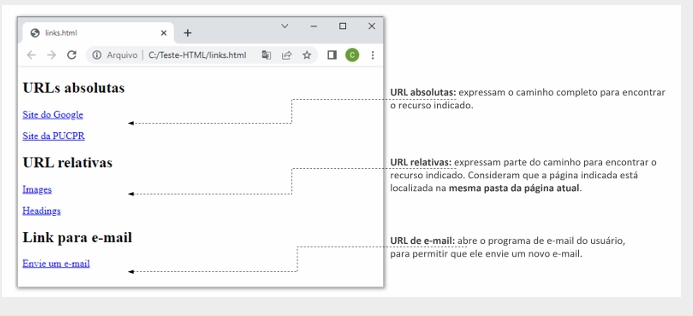 links.html
Arquivo | C:/Teste-HTML/links.html
C
URLs absolutas
Site do Google
Site da PUCPR
URL relativas
Images
Headings
Link para e-mail
Envie um e-mail
URL absolutas: expressam o caminho completo para encontrar
o recurso indicado.
URL relativas: expressam parte do caminho para encontrar o
recurso indicado. Consideram que a página indicada está
localizada na mesma pasta da página atual.
URL de e-mail: abre o programa de e-mail do usuário,
para permitir que ele envie um novo e-mail.